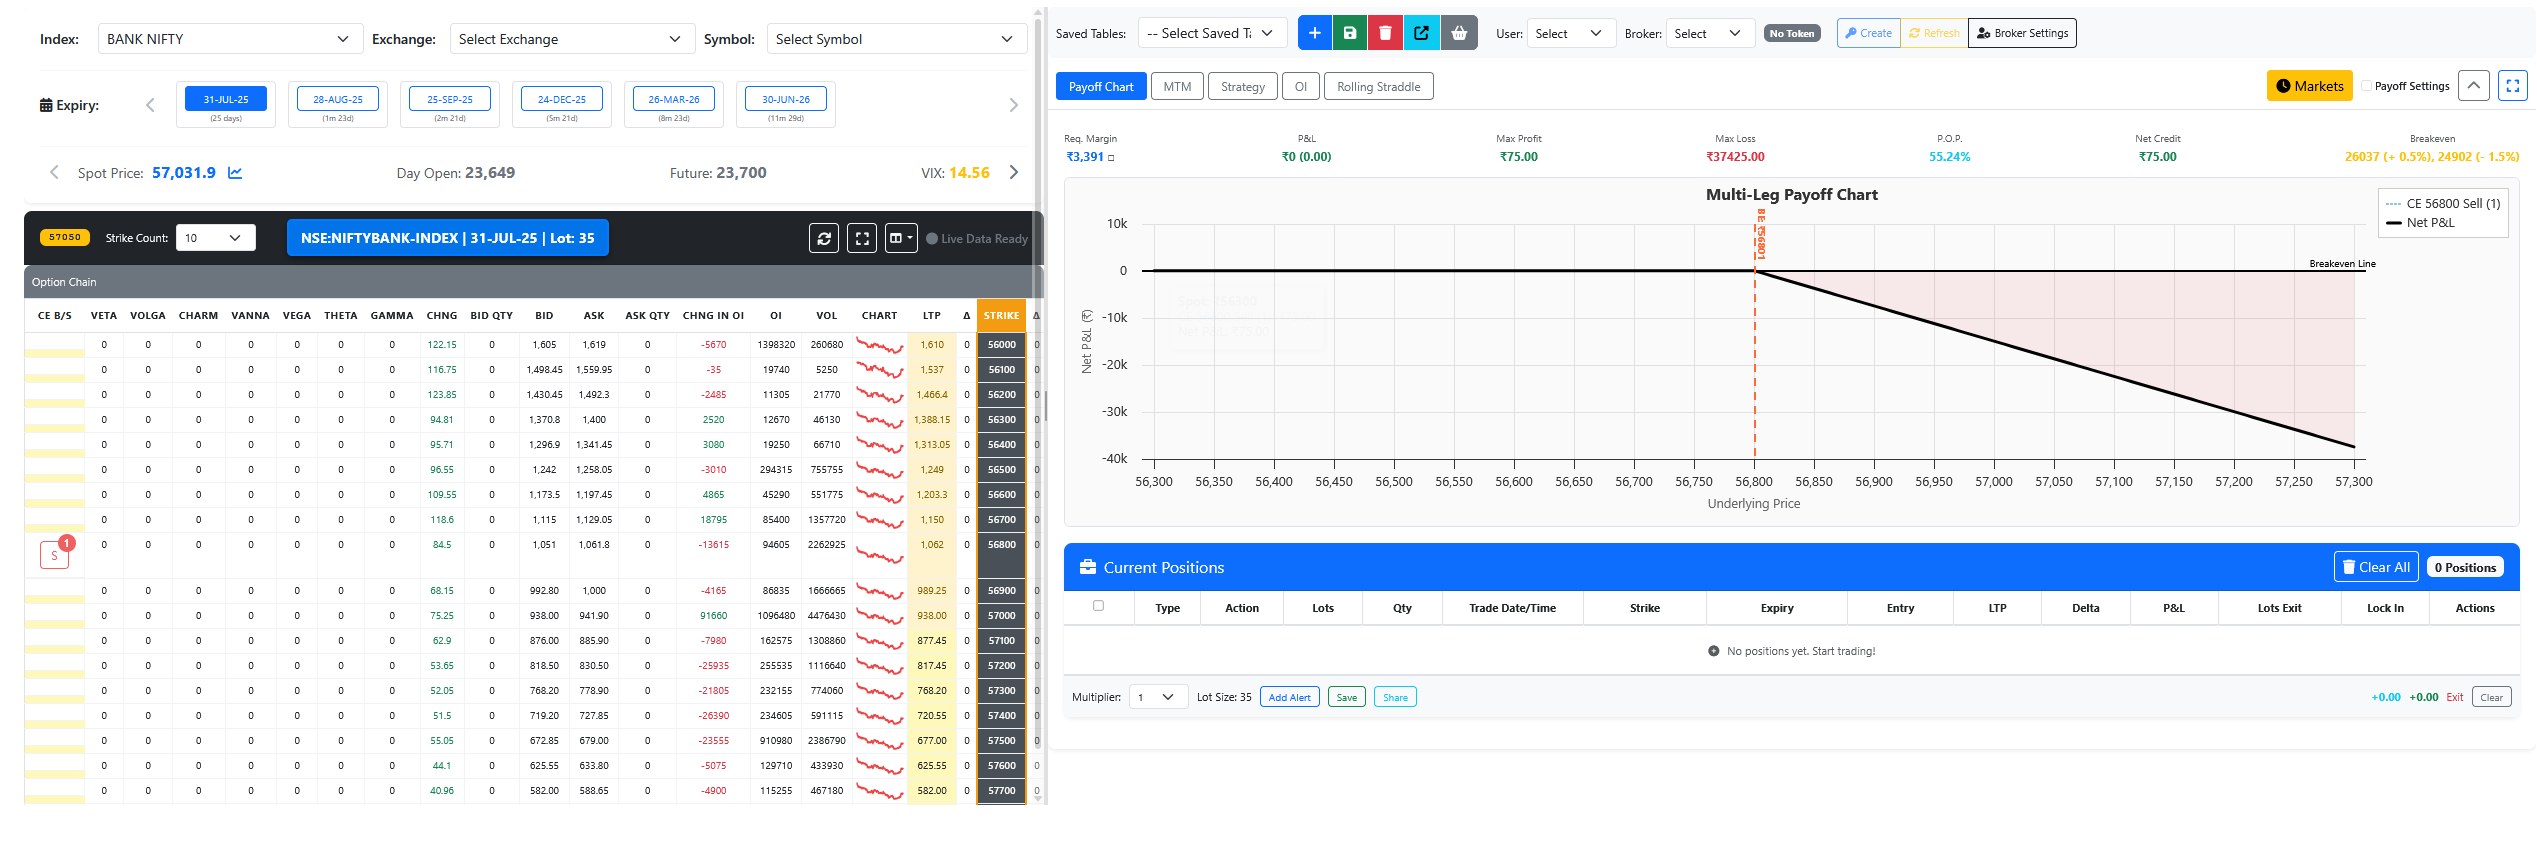 Index: BANK NIFTY Exchange: Select Exchange Symbol: Select Symbol
Expiry: 31-JUL-25 28-AUG-25 25-SEP-25 24-DEC-25 26-MAR-26 30-JUN-26
(25 days) (1m 23d) (2m 21d) (5m 21d) (8m 23d) (11m 29d)
Spot Price: 57,031.9 Day Open: 23,649 Future: 23,700 VIX: 14.56
57050 Strike Count: 10 NSE:NIFTYBANK-INDEX | 31-JUL-25 | Lot: 35 Live Data Ready
Option Chain
CE B/S VETA VOLGA CHARM VANNA VEGA THETA GAMMA CHNG BID QTY BID ASK ASK QTY CHNG IN OI OI VOL CHART LTP Δ STRIKE Δ
0 0 0 0 0 0 0 122.15 0 1,605 1,619 0 -5670 1398320 260680 1,610 0 56000 0
0 0 0 0 0 0 0 116.75 0 1,498.45 1,559.95 0 -35 19740 5250 1,537 0 56100 0
0 0 0 0 0 0 0 123.85 0 1,430.45 1,492.3 0 -2485 11305 21770 1,466.4 0 56200 0
0 0 0 0 0 0 0 94.81 0 1,370.8 1,400 0 2520 12670 46130 1,388.15 0 56300 0
0 0 0 0 0 0 0 95.71 0 1,296.9 1,341.45 0 3080 19250 66710 1,313.05 0 56400 0
0 0 0 0 0 0 0 96.55 0 1,242 1,258.05 0 -3010 294315 755755 1,249 0 56500 0
0 0 0 0 0 0 0 109.55 0 1,173.5 1,197.45 0 4865 45290 551775 1,203.3 0 56600 0
0 0 0 0 0 0 0 118.6 0 1,115 1,129.05 0 18795 85400 1357720 1,150 0 56700 0
S 1 0 0 0 0 0 0 0 84.5 0 1,051 1,061.8 0 -13615 94605 2262925 1,062 0 56800 0
0 0 0 0 0 0 0 68.15 0 992.80 1,000 0 -4165 86835 1666665 989.25 0 56900 0
0 0 0 0 0 0 0 75.25 0 938.00 941.90 0 91660 1096480 4476430 938.00 0 57000 0
0 0 0 0 0 0 0 62.9 0 876.00 885.90 0 -7980 162575 1308860 877.45 0 57100 0
0 0 0 0 0 0 0 53.65 0 818.50 830.50 0 -25935 255535 1116640 817.45 0 57200 0
0 0 0 0 0 0 0 52.05 0 768.20 778.90 0 -21805 232155 774060 768.20 0 57300 0
0 0 0 0 0 0 0 51.5 0 719.20 727.85 0 -26390 234605 591115 720.55 0 57400 0
0 0 0 0 0 0 0 55.05 0 672.85 679.00 0 -23555 910980 2386790 677.00 0 57500 0
0 0 0 0 0 0 0 44.1 0 625.55 633.80 0 -5075 129710 433930 625.55 0 57600 0
0 0 0 0 0 0 0 40.96 0 582.00 588.65 0 -4900 115255 467180 582.00 0 57700 0
Saved Tables: -- Select Saved Ta User: Select Broker: Select No Token Create Refresh Broker Settings
Payoff Chart MTM Strategy OI Rolling Straddle Markets Payoff Settings
Req. Margin P&L Max Profit Max Loss P.O.P. Net Credit Breakeven
₹3,391 ₹0 (0.00) ₹75.00 ₹37425.00 55.24% ₹75.00 26037 (+ 0.5%), 24902 (- 1.5%)
Multi-Leg Payoff Chart
CE 56800 Sell (1)
Net P&L
BE ₹56801
Breakeven Line
Net P&L (₹)
10k
0
-10k
-20k
-30k
-40k
56,300 56,350 56,400 56,450 56,500 56,550 56,600 56,650 56,700 56,750 56,800 56,850 56,900 56,950 57,000 57,050 57,100 57,150 57,200 57,250 57,300
Underlying Price
Current Positions Clear All 0 Positions
Type Action Lots Qty Trade Date/Time Strike Expiry Entry LTP Delta P&L Lots Exit Lock In Actions
No positions yet. Start trading!
Multiplier: 1 Lot Size: 35 Add Alert Save Share +0.00 +0.00 Exit Clear